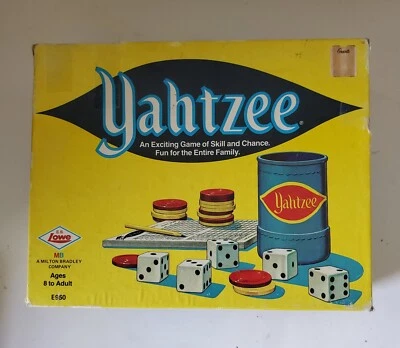 Yahtzee®
An Exciting Game of Skill and Chance.
Fun for the Entire Family.
Yahtzee
E.S.
Lowe
MB
A MILTON BRADLEY
COMPANY
Ages
8 to Adult
E950